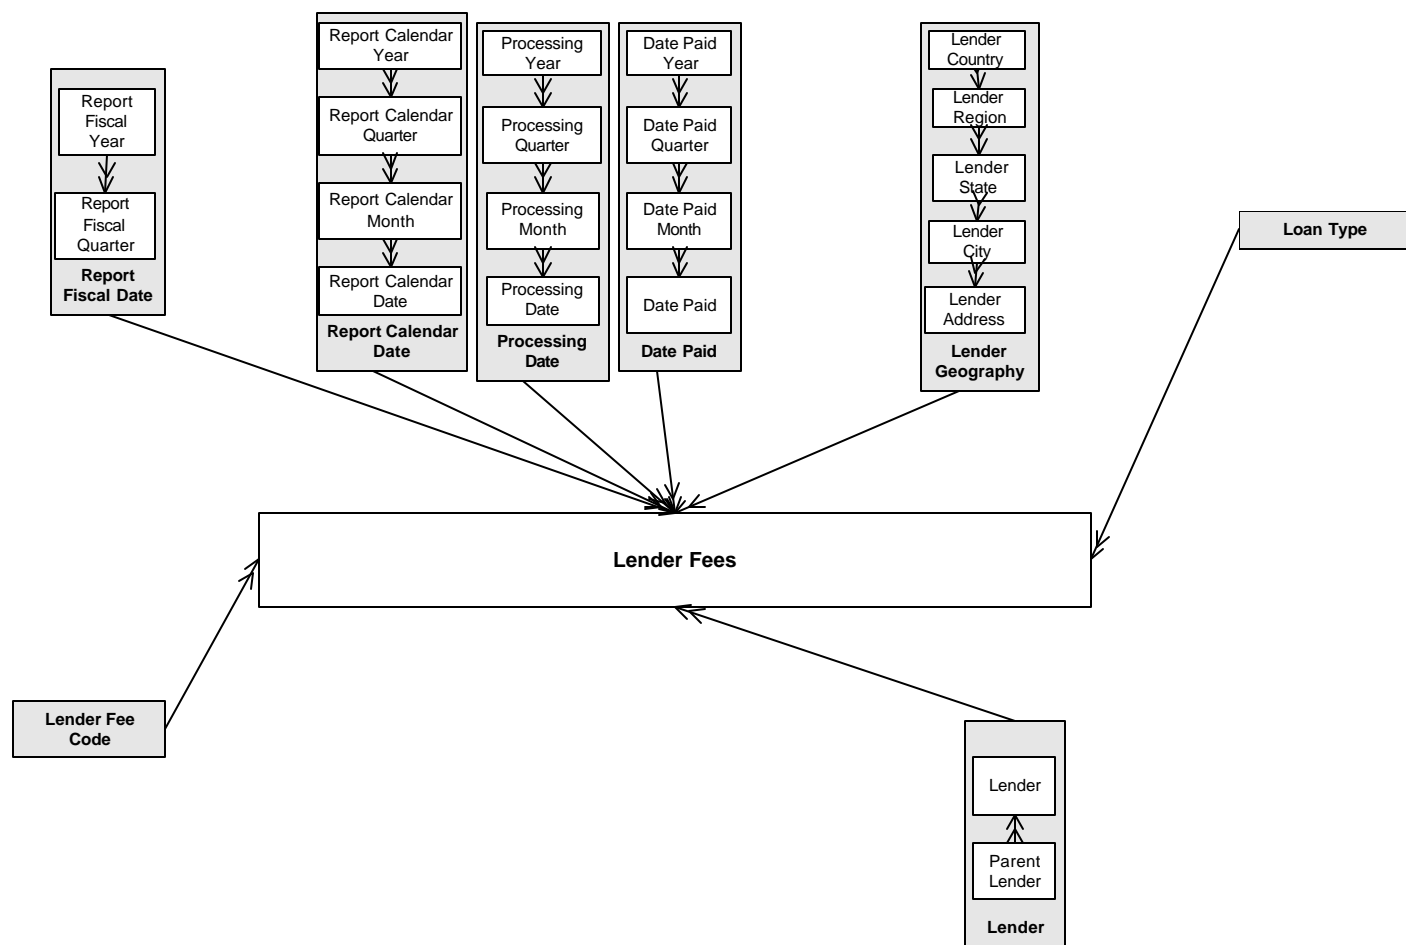 Report
Fiscal
Year
Report
Fiscal
Quarter
Report
Fiscal Date
Report Calendar
Year
Report Calendar
Quarter
Report Calendar
Month
Report Calendar
Date
Report Calendar
Date
Processing
Year
Processing
Quarter
Processing
Month
Processing
Date
Processing
Date
Date Paid
Year
Date Paid
Quarter
Date Paid
Month
Date Paid
Date Paid
Lender
Country
Lender
Region
Lender
State
Lender
City
Lender
Address
Lender
Geography
Loan Type
Lender Fees
Lender Fee
Code
Lender
Parent
Lender
Lender